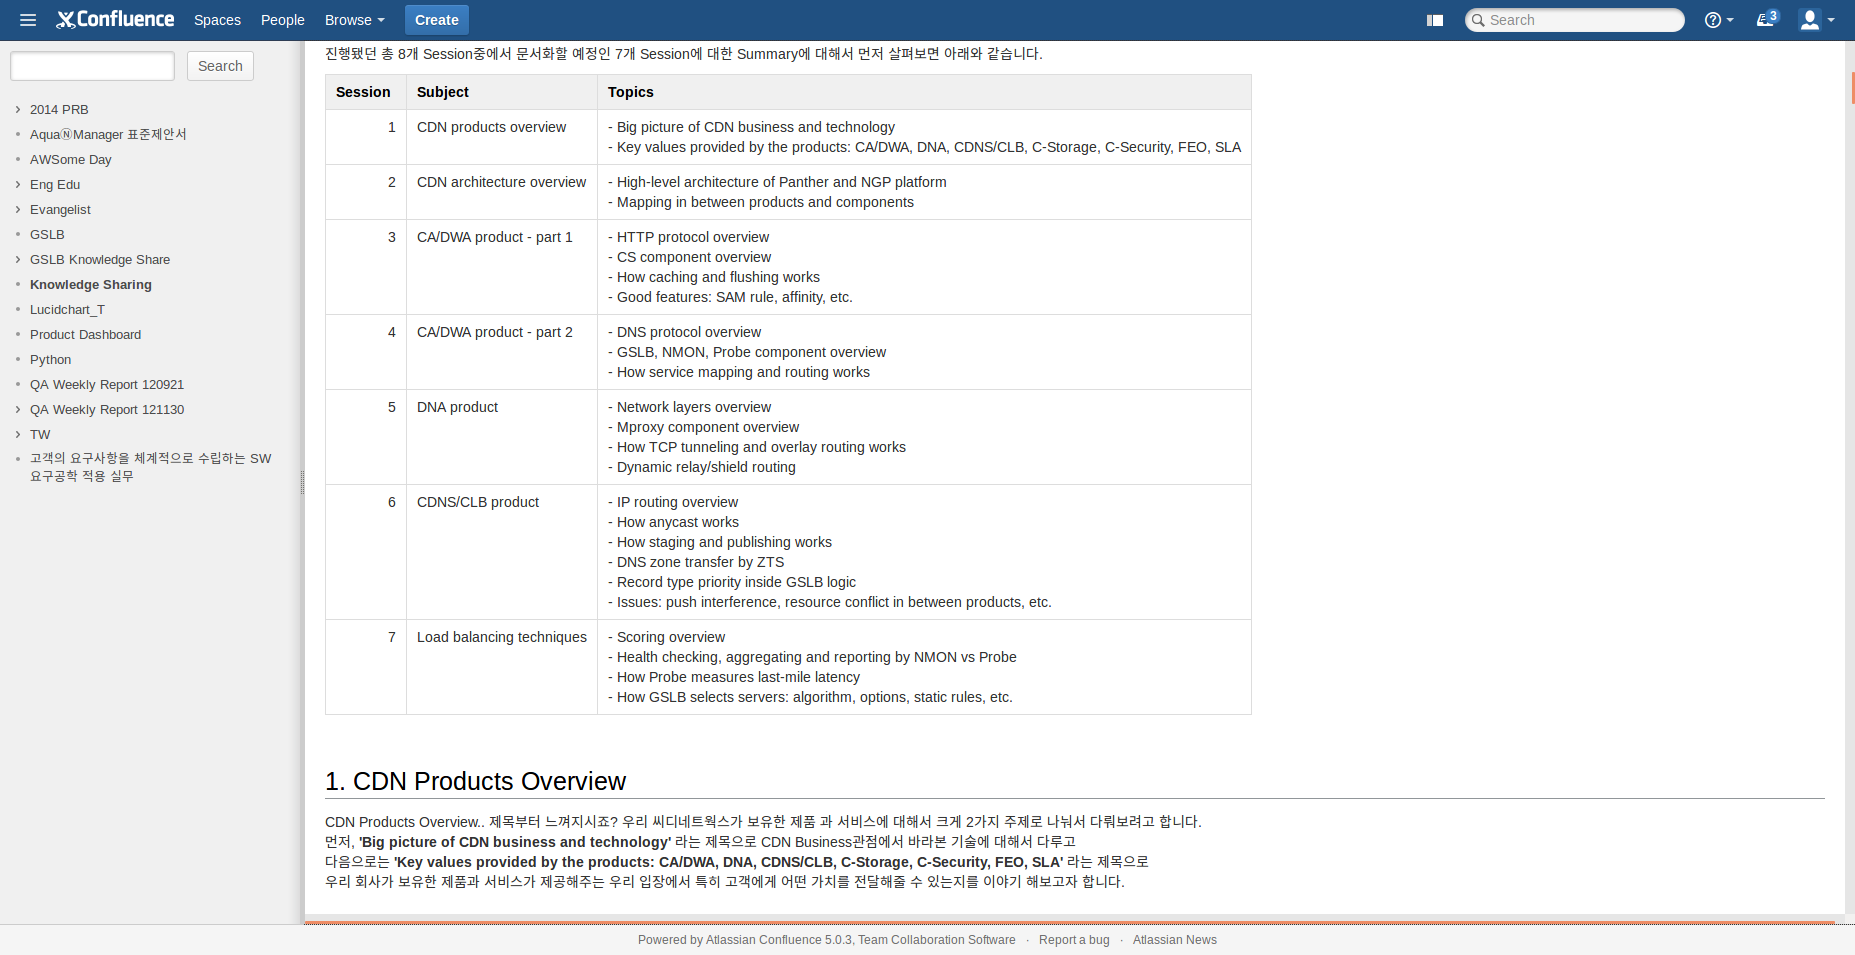 Confluence Spaces People Browse Create Search 3
Search
2014 PRB
AquaⓃManager 표준제안서
AWSome Day
Eng Edu
Evangelist
GSLB
GSLB Knowledge Share
Knowledge Sharing
Lucidchart_T
Product Dashboard
Python
QA Weekly Report 120921
QA Weekly Report 121130
TW
고객의 요구사항을 체계적으로 수립하는 SW
요구공학 적용 실무
진행됐던 총 8개 Session중에서 문서화할 예정인 7개 Session에 대한 Summary에 대해서 먼저 살펴보면 아래와 같습니다.
Session Subject Topics
1 CDN products overview - Big picture of CDN business and technology
- Key values provided by the products: CA/DWA, DNA, CDNS/CLB, C-Storage, C-Security, FEO, SLA
2 CDN architecture overview - High-level architecture of Panther and NGP platform
- Mapping in between products and components
3 CA/DWA product - part 1 - HTTP protocol overview
- CS component overview
- How caching and flushing works
- Good features: SAM rule, affinity, etc.
4 CA/DWA product - part 2 - DNS protocol overview
- GSLB, NMON, Probe component overview
- How service mapping and routing works
5 DNA product - Network layers overview
- Mproxy component overview
- How TCP tunneling and overlay routing works
- Dynamic relay/shield routing
6 CDNS/CLB product - IP routing overview
- How anycast works
- How staging and publishing works
- DNS zone transfer by ZTS
- Record type priority inside GSLB logic
- Issues: push interference, resource conflict in between products, etc.
7 Load balancing techniques - Scoring overview
- Health checking, aggregating and reporting by NMON vs Probe
- How Probe measures last-mile latency
- How GSLB selects servers: algorithm, options, static rules, etc.
1. CDN Products Overview
CDN Products Overview.. 제목부터 느껴지시죠? 우리 씨디네트웍스가 보유한 제품 과 서비스에 대해서 크게 2가지 주제로 나눠서 다뤄보려고 합니다.
먼저, 'Big picture of CDN business and technology' 라는 제목으로 CDN Business관점에서 바라본 기술에 대해서 다루고
다음으로는 'Key values provided by the products: CA/DWA, DNA, CDNS/CLB, C-Storage, C-Security, FEO, SLA' 라는 제목으로
우리 회사가 보유한 제품과 서비스가 제공해주는 우리 입장에서 특히 고객에게 어떤 가치를 전달해줄 수 있는지를 이야기 해보고자 합니다.
Powered by Atlassian Confluence 5.0.3, Team Collaboration Software · Report a bug · Atlassian News